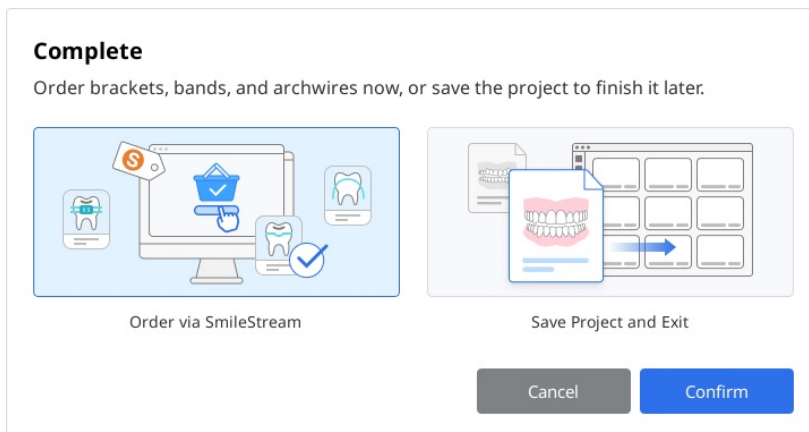 Complete
Order brackets, bands, and archwires now, or save the project to finish it later.
S
Order via SmileStream
Save Project and Exit
Cancel
Confirm